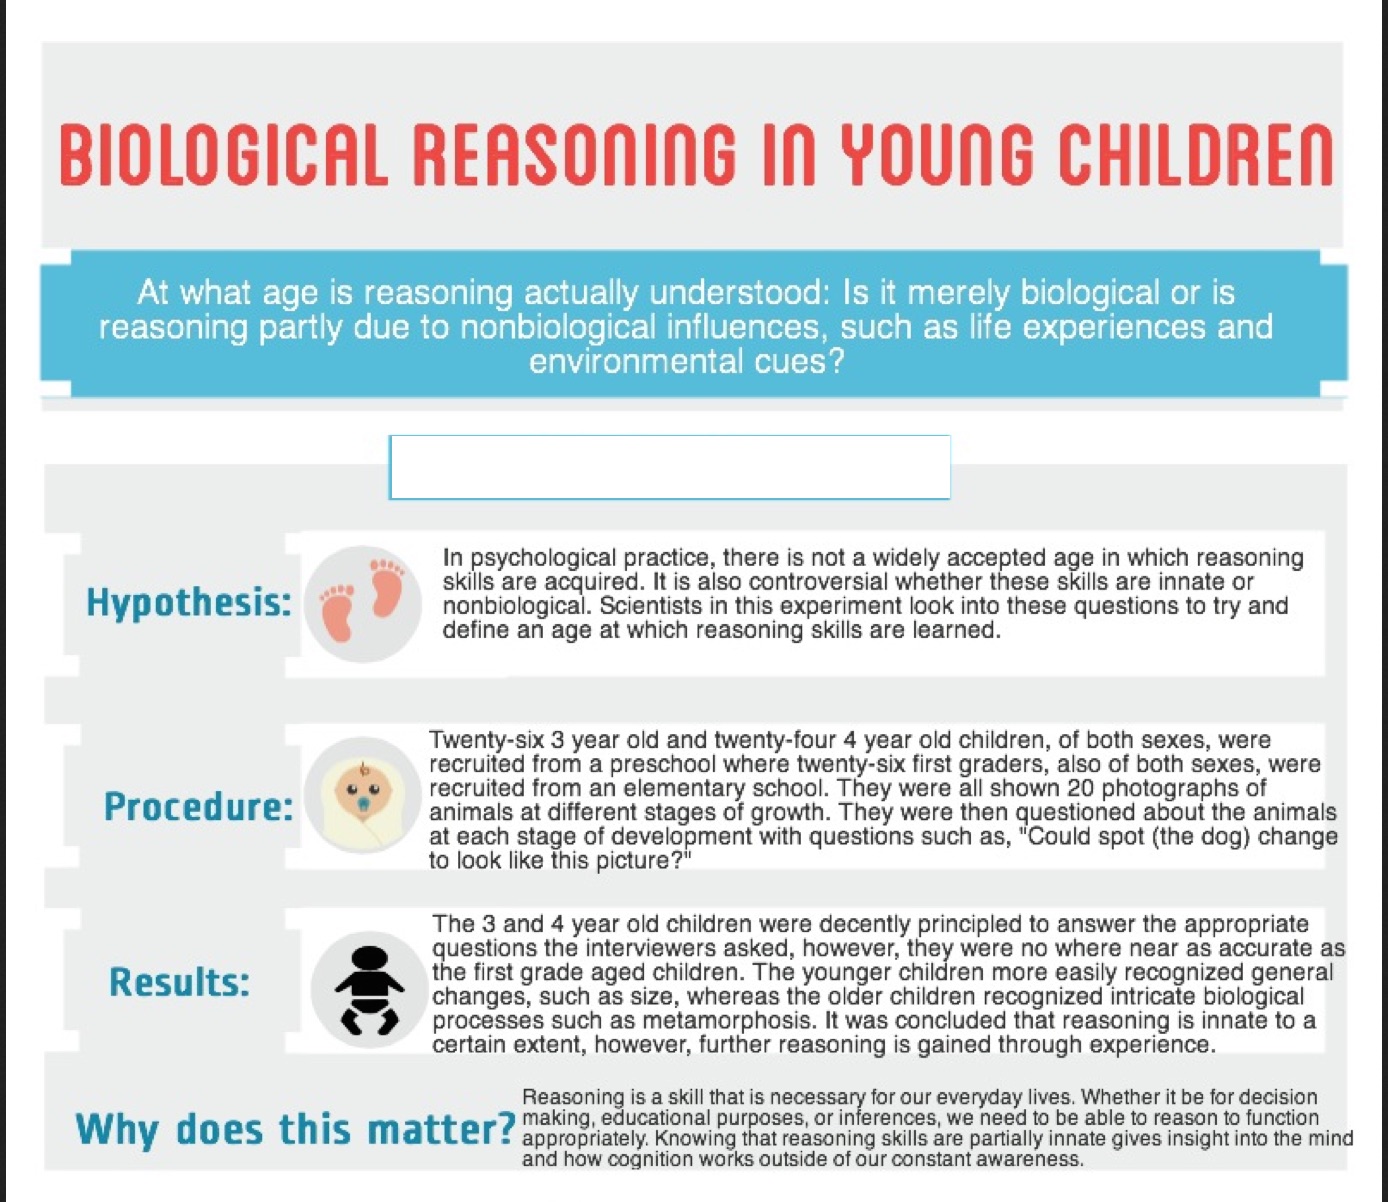 BIOLOGICAL REASONING IN YOUNG CHILDREN
At what age is reasoning actually understood: Is it merely biological or is
reasoning partly due to nonbiological influences, such as life experiences and
environmental cues?
Hypothesis:
In psychological practice, there is not a widely accepted age in which reasoning
skills are acquired. It is also controversial whether these skills are innate or
nonbiological. Scientists in this experiment look into these questions to try and
define an age at which reasoning skills are learned.
Procedure:
Twenty-six 3 year old and twenty-four 4 year old children, of both sexes, were
recruited from a preschool where twenty-six first graders, also of both sexes, were
recruited from an elementary school. They were all shown 20 photographs of
animals at different stages of growth. They were then questioned about the animals
at each stage of development with questions such as, "Could spot (the dog) change
to look like this picture?"
Results:
The 3 and 4 year old children were decently principled to answer the appropriate
questions the interviewers asked, however, they were no where near as accurate as
the first grade aged children. The younger children more easily recognized general
changes, such as size, whereas the older children recognized intricate biological
processes such as metamorphosis. It was concluded that reasoning is innate to a
certain extent, however, further reasoning is gained through experience.
Why does this matter?
Reasoning is a skill that is necessary for our everyday lives. Whether it be for decision
making, educational purposes, or inferences, we need to be able to reason to function
appropriately. Knowing that reasoning skills are partially innate gives insight into the mind
and how cognition works outside of our constant awareness.